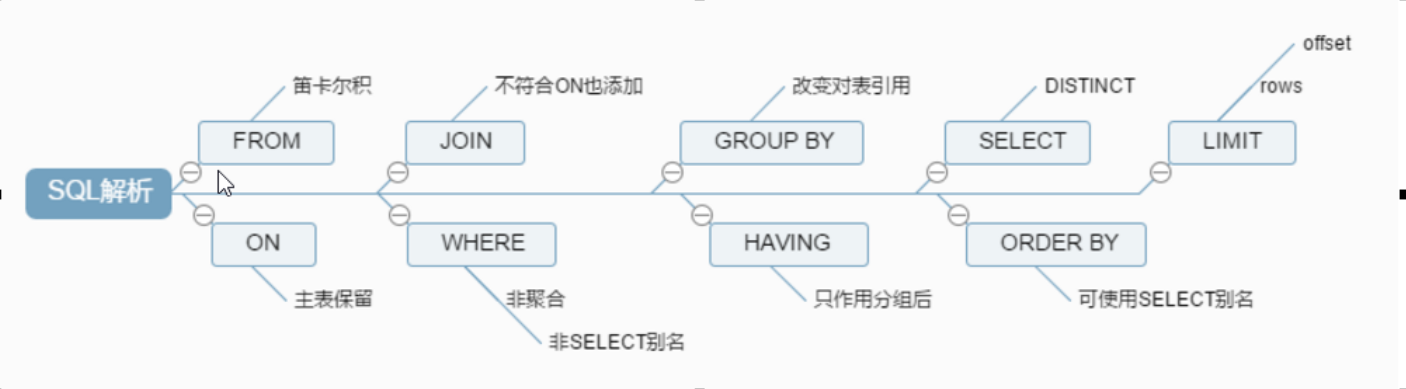 offset
笛卡尔积
不符合ON也添加
改变对表引用
DISTINCT
rows
FROM
JOIN
GROUP BY
SELECT
LIMIT
SQL解析
ON
WHERE
HAVING
ORDER BY
主表保留
非聚合
只作用分组后
可使用SELECT别名
非SELECT别名